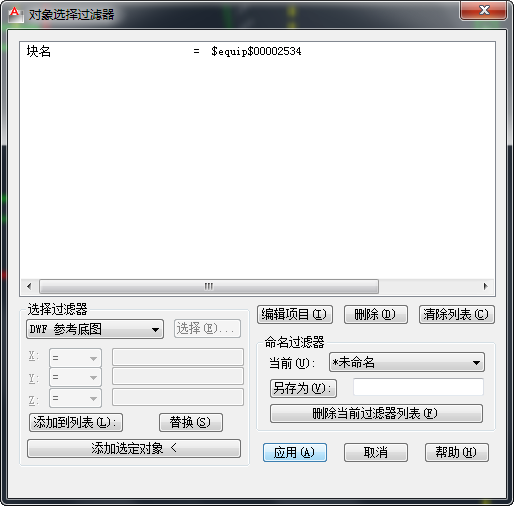 对象选择过滤器
块名 = $equip$00002534
选择过滤器
DWF 参考底图
选择(E)...
X: =
Y: =
Z: =
添加到列表(L):
替换(S)
添加选定对象 <
编辑项目(I)
删除(D)
清除列表(C)
命名过滤器
当前(U):
*未命名
另存为(V):
删除当前过滤器列表(F)
应用(A)
取消
帮助(H)